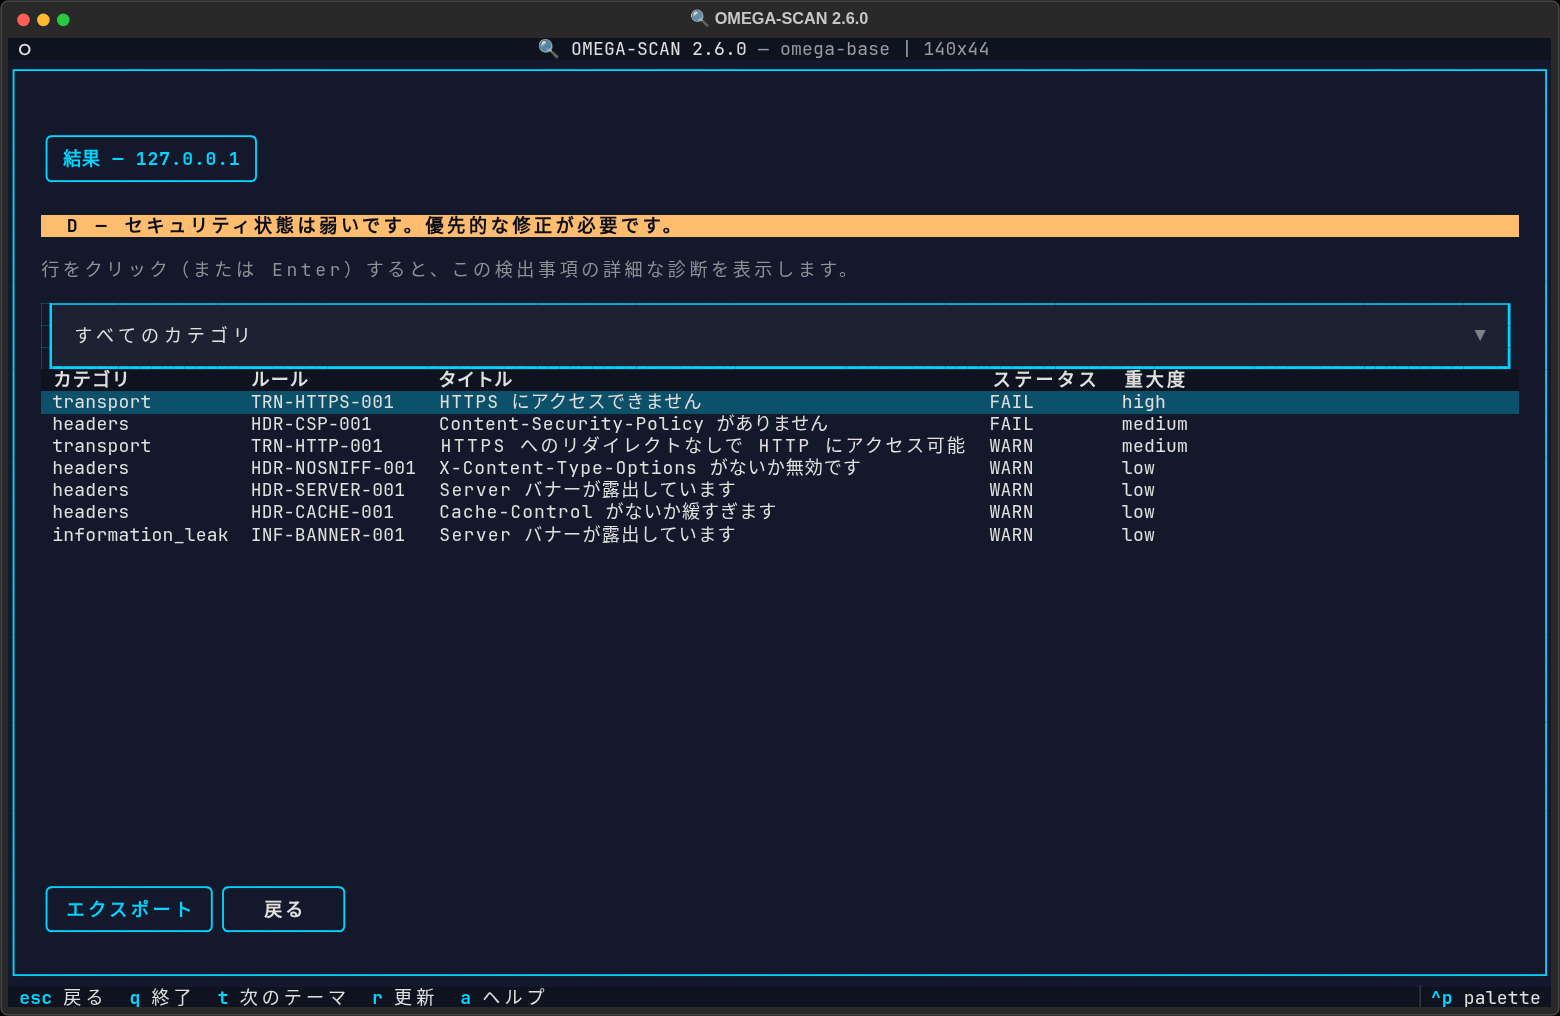 🔍 OMEGA-SCAN 2.6.0
🔍 OMEGA-SCAN 2.6.0 — omega-base | 140x44
結果 — 127.0.0.1
D — セキュリティ状態は弱いです。優先的な修正が必要です。
行をクリック（または Enter）すると、この検出事項の詳細な診断を表示します。
すべてのカテゴリ ▼
カテゴリ ルール タイトル ステータス 重大度
transport TRN-HTTPS-001 HTTPS にアクセスできません FAIL high
headers HDR-CSP-001 Content-Security-Policy がありません FAIL medium
transport TRN-HTTP-001 HTTPS へのリダイレクトなしで HTTP にアクセス可能 WARN medium
headers HDR-NOSNIFF-001 X-Content-Type-Options がないか無効です WARN low
headers HDR-SERVER-001 Server バナーが露出しています WARN low
headers HDR-CACHE-001 Cache-Control がないか緩すぎます WARN low
information_leak INF-BANNER-001 Server バナーが露出しています WARN low
エクスポート 戻る
esc 戻る q 終了 t 次のテーマ r 更新 a ヘルプ ^p palette